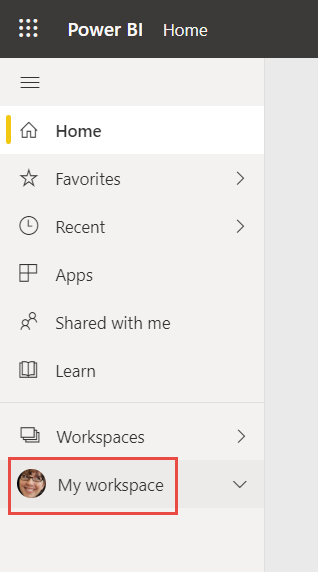 Power BI Home
Home
Favorites
Recent
Apps
Shared with me
Learn
Workspaces
My workspace